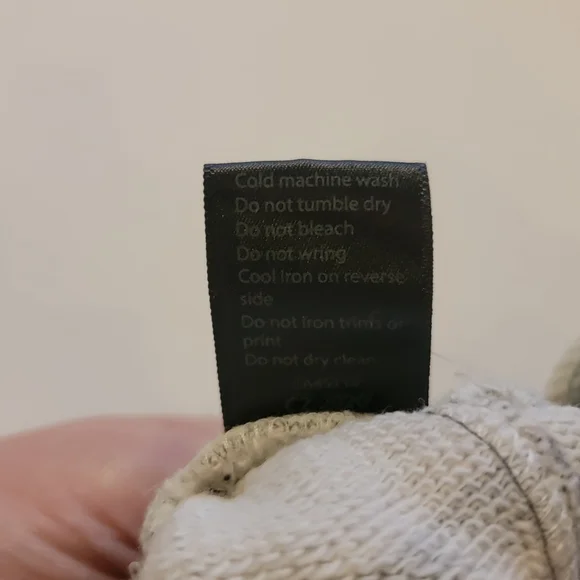 Cold machine wash
Do not tumble dry
Do not bleach
Do not wring
Cool Iron on reverse
side
Do not Iron trims or
print
Do not dry clean